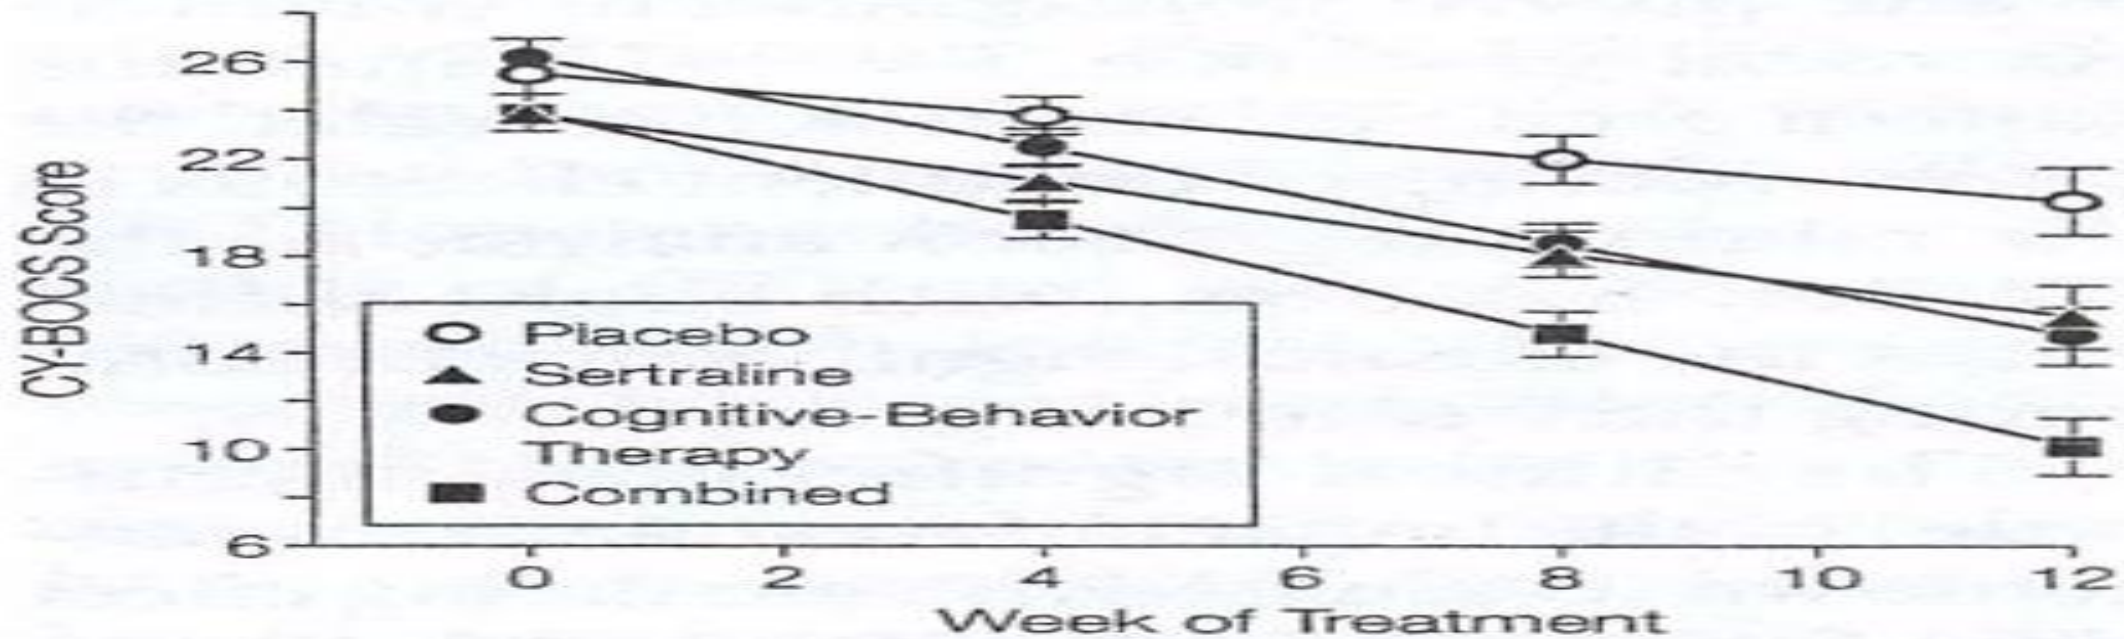 CY-BOCS Score
26
22
18
14
10
6
Placebo
Sertraline
Cognitive-Behavior
Therapy
Combined
0 2 4 6 8 10 12
Week of Treatment